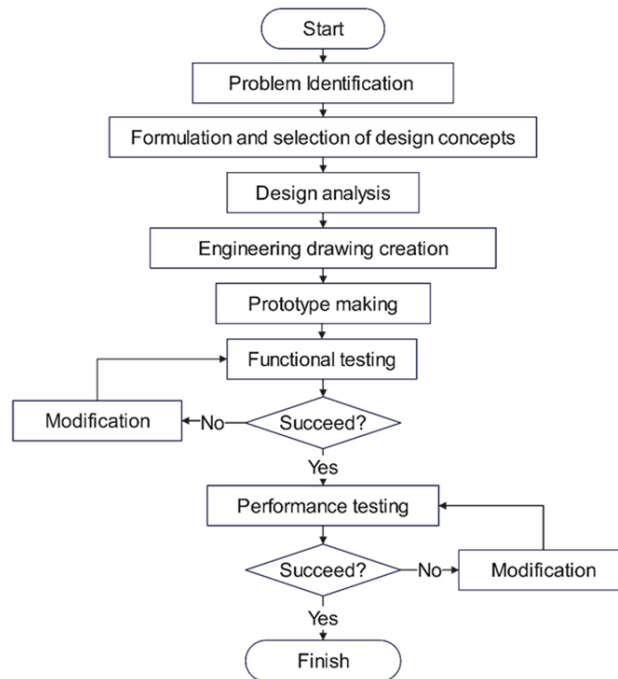 Start
Problem Identification
Formulation and selection of design concepts
Design analysis
Engineering drawing creation
Prototype making
Functional testing
Modification
No
Succeed?
Yes
Performance testing
Succeed?
No
Modification
Yes
Finish